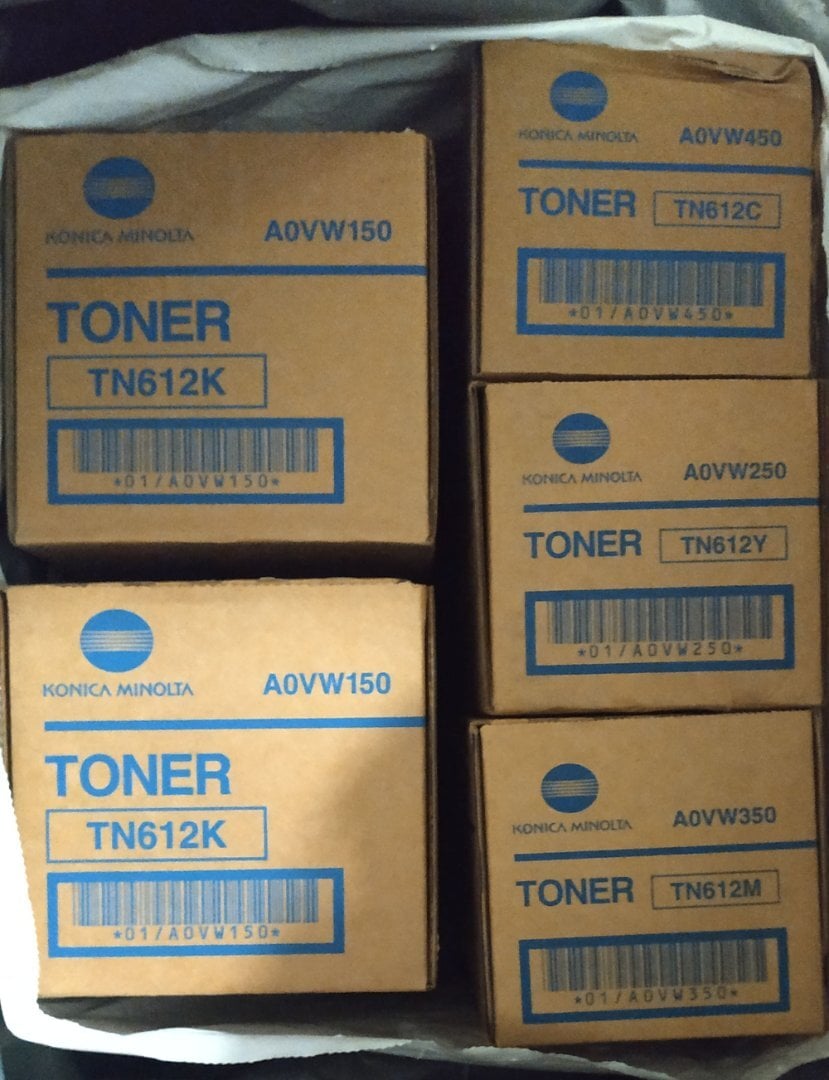 KONICA MINOLTA
A0VW150
TONER
TN612K
*01/A0VW150*
KONICA MINOLTA
A0VW150
TONER
TN612K
*01/A0VW150*
KONICA MINOLTA
A0VW450
TONER TN612C
*01/A0VW450*
KONICA MINOLTA
A0VW250
TONER TN612Y
*01/A0VW250*
KONICA MINOLTA
A0VW350
TONER TN612M
*01/A0VW350*